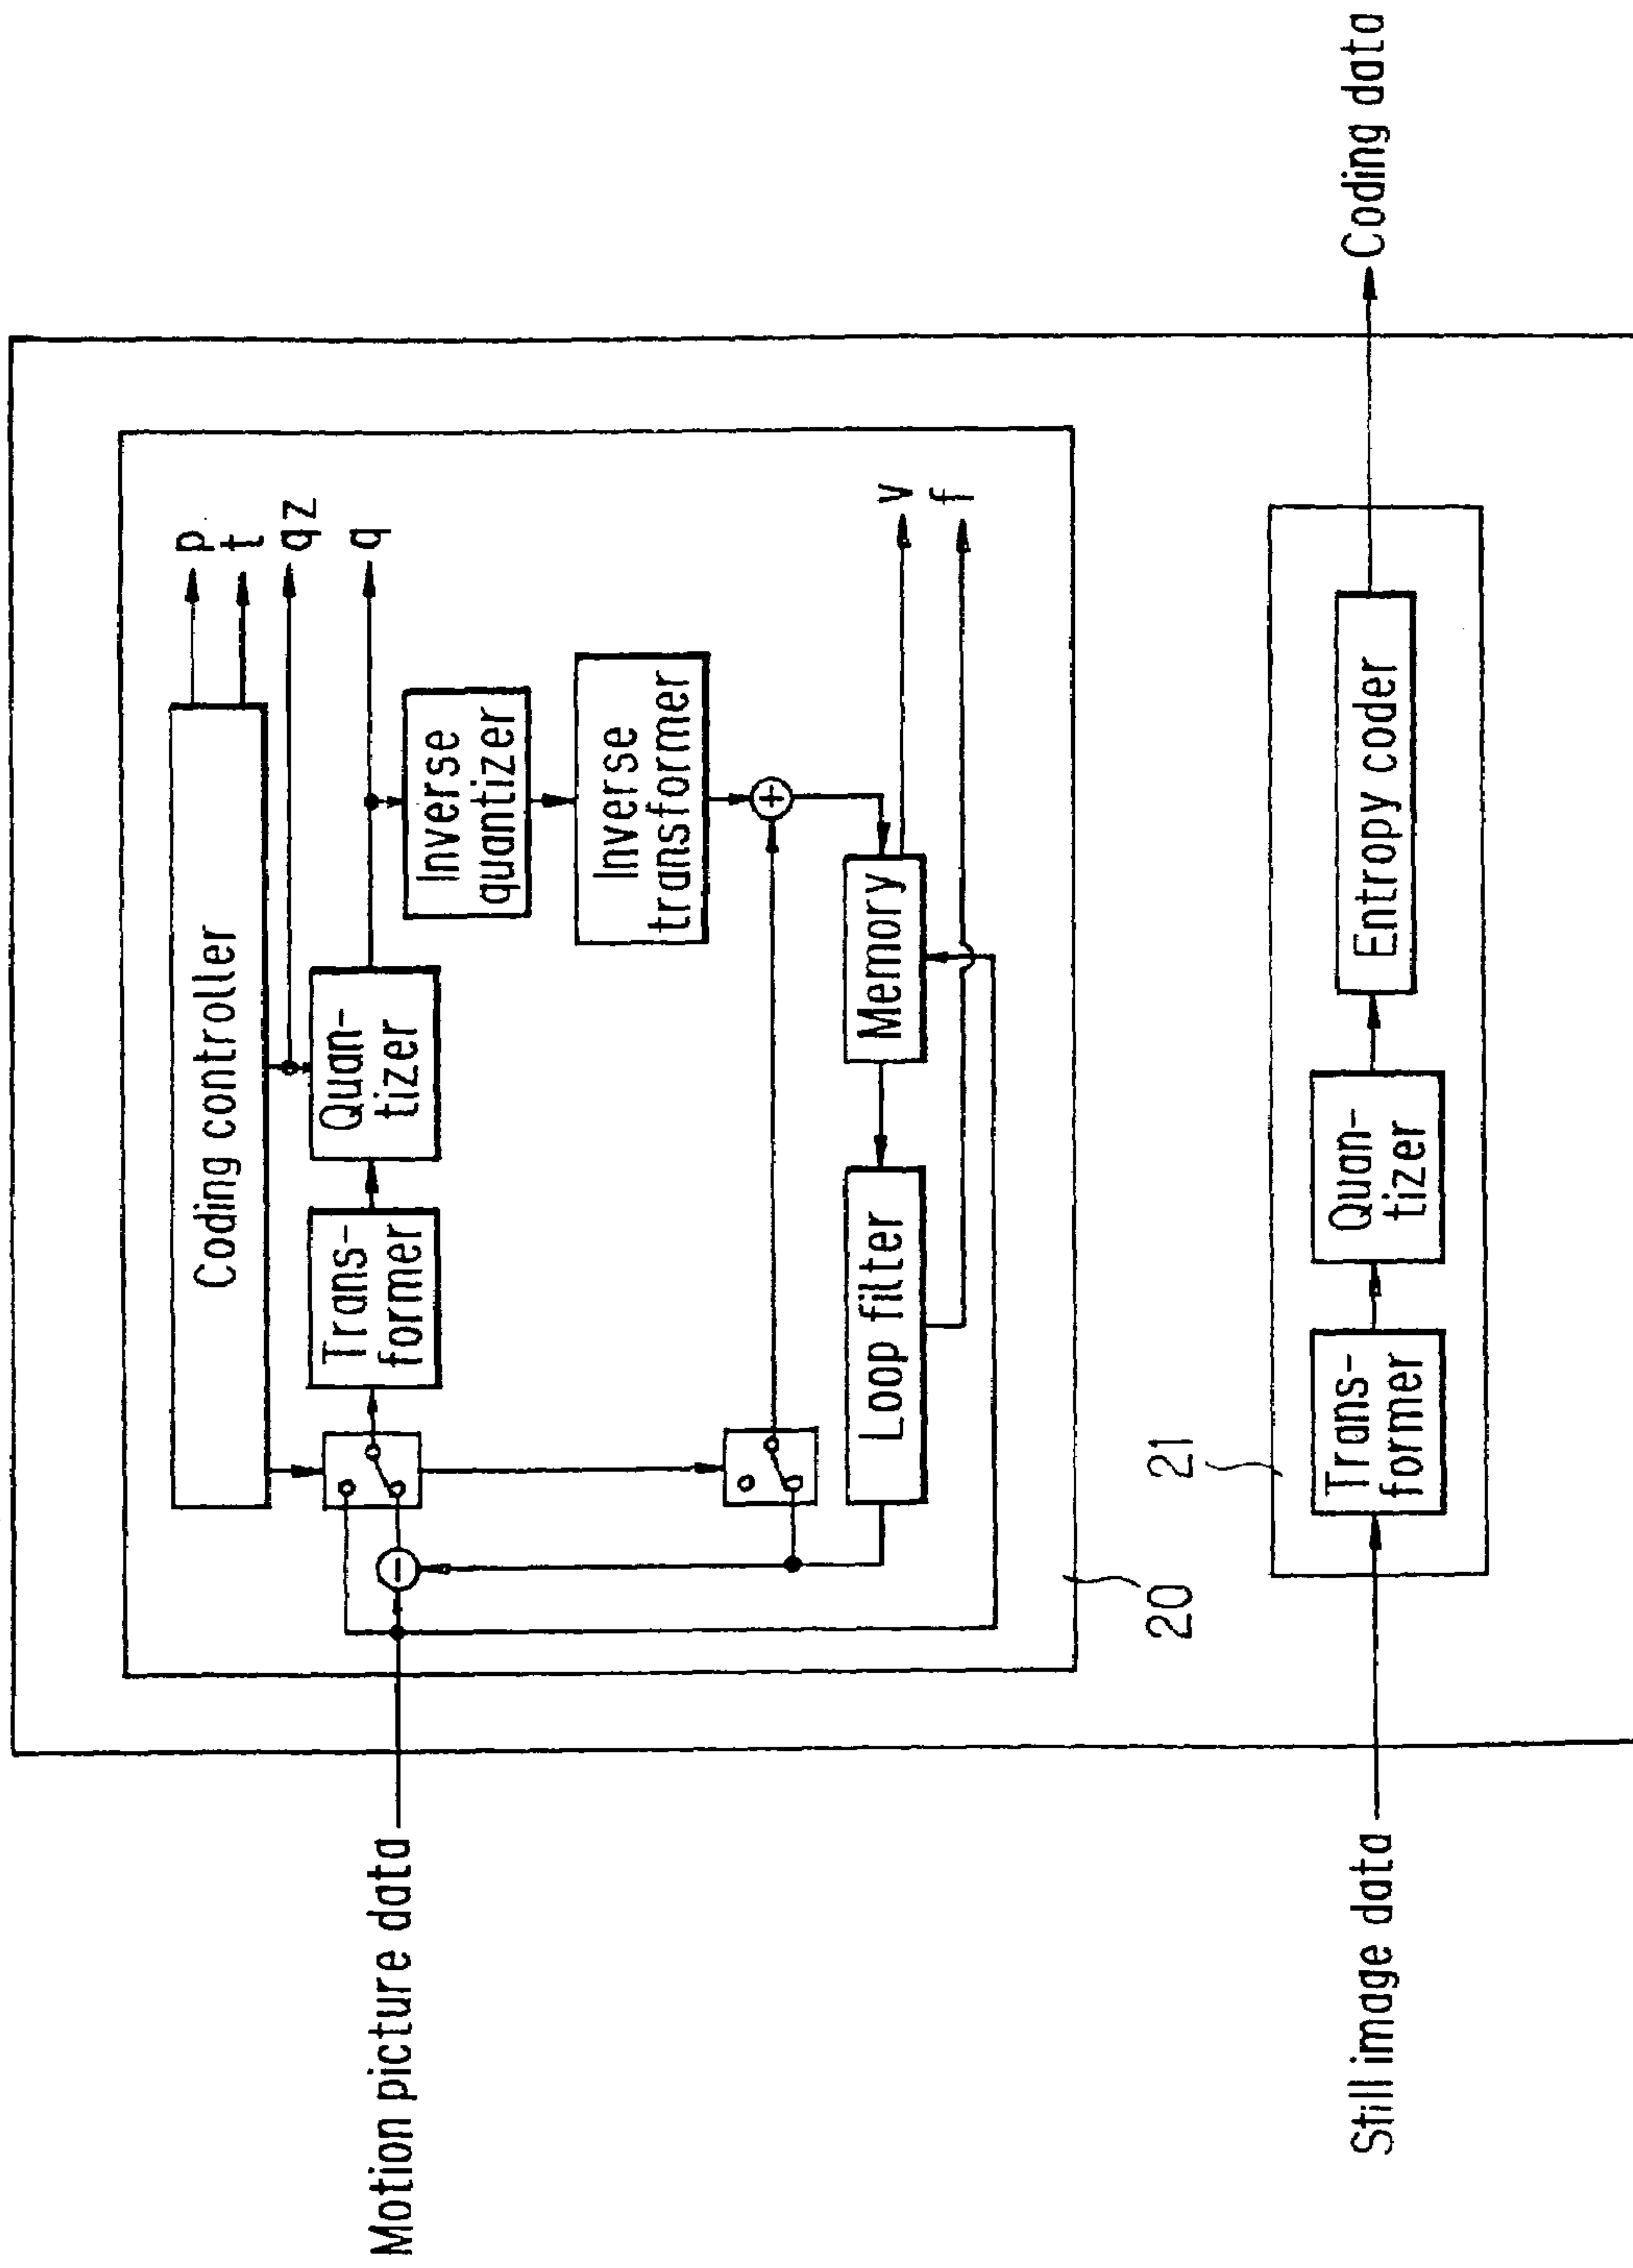 Motion picture data
Coding controller
p
t
qz
q
Trans-
former
Quan-
tizer
Inverse
quantizer
Inverse
transformer
Loop filter
Memory
v
f
20
21
Still image data
Trans-
former
Quan-
tizer
Entropy coder
Coding data